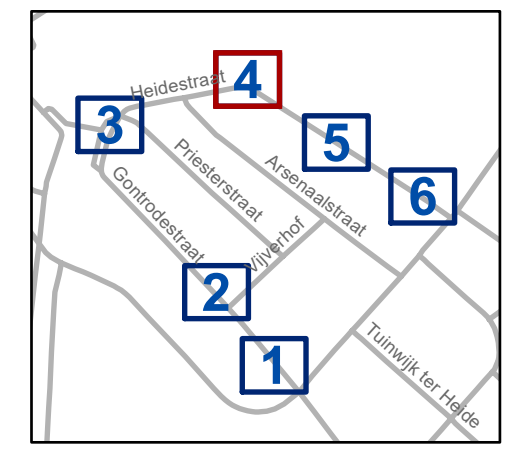 4
Heidestraat
3
5
Priesterstraat
Arsenaalstraat
6
Gontrodestraat
Vijverhof
2
1
Tuinwijk ter Heide